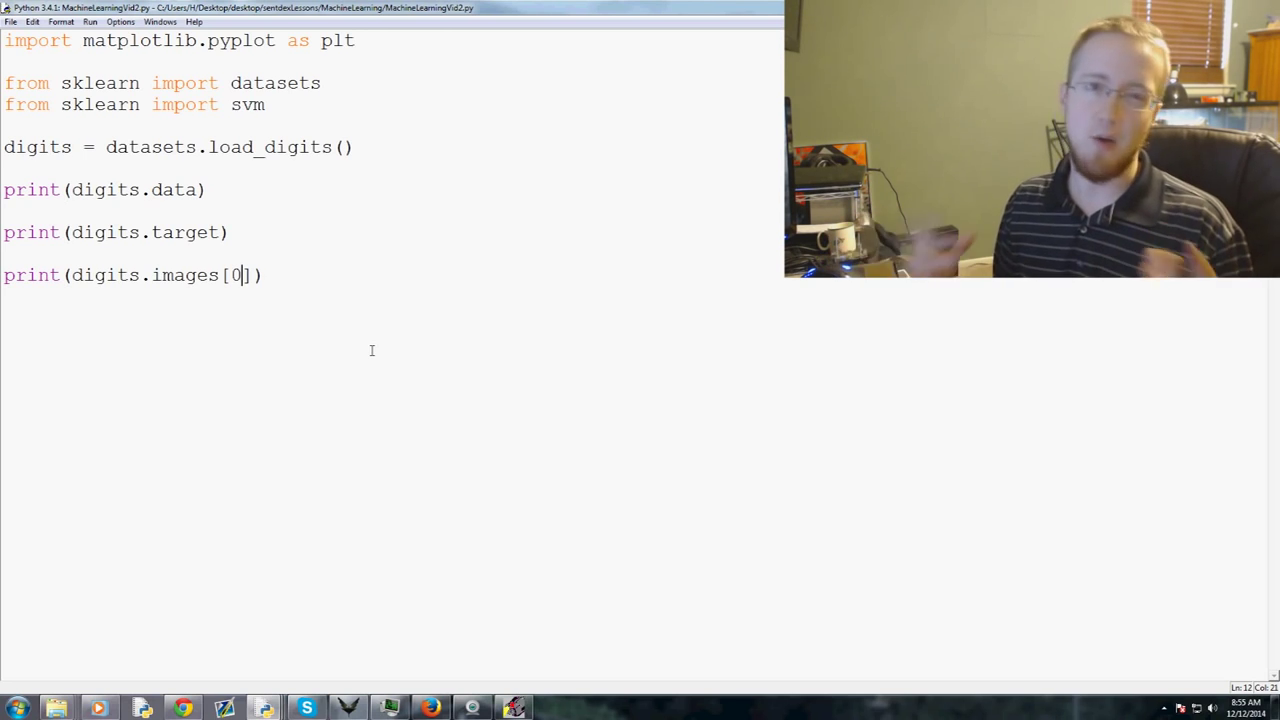 Python 3.4.1: MachineLearningVid2.py - C:/Users/H/Desktop/desktop/sentdexLessons/MachineLearning/MachineLearningVid2.py
File Edit Format Run Options Windows Help
import matplotlib.pyplot as plt
from sklearn import datasets
from sklearn import svm
digits = datasets.load_digits()
print(digits.data)
print(digits.target)
print(digits.images[0])
Ln: 12 Col: 21
8:55 AM
12/12/2014